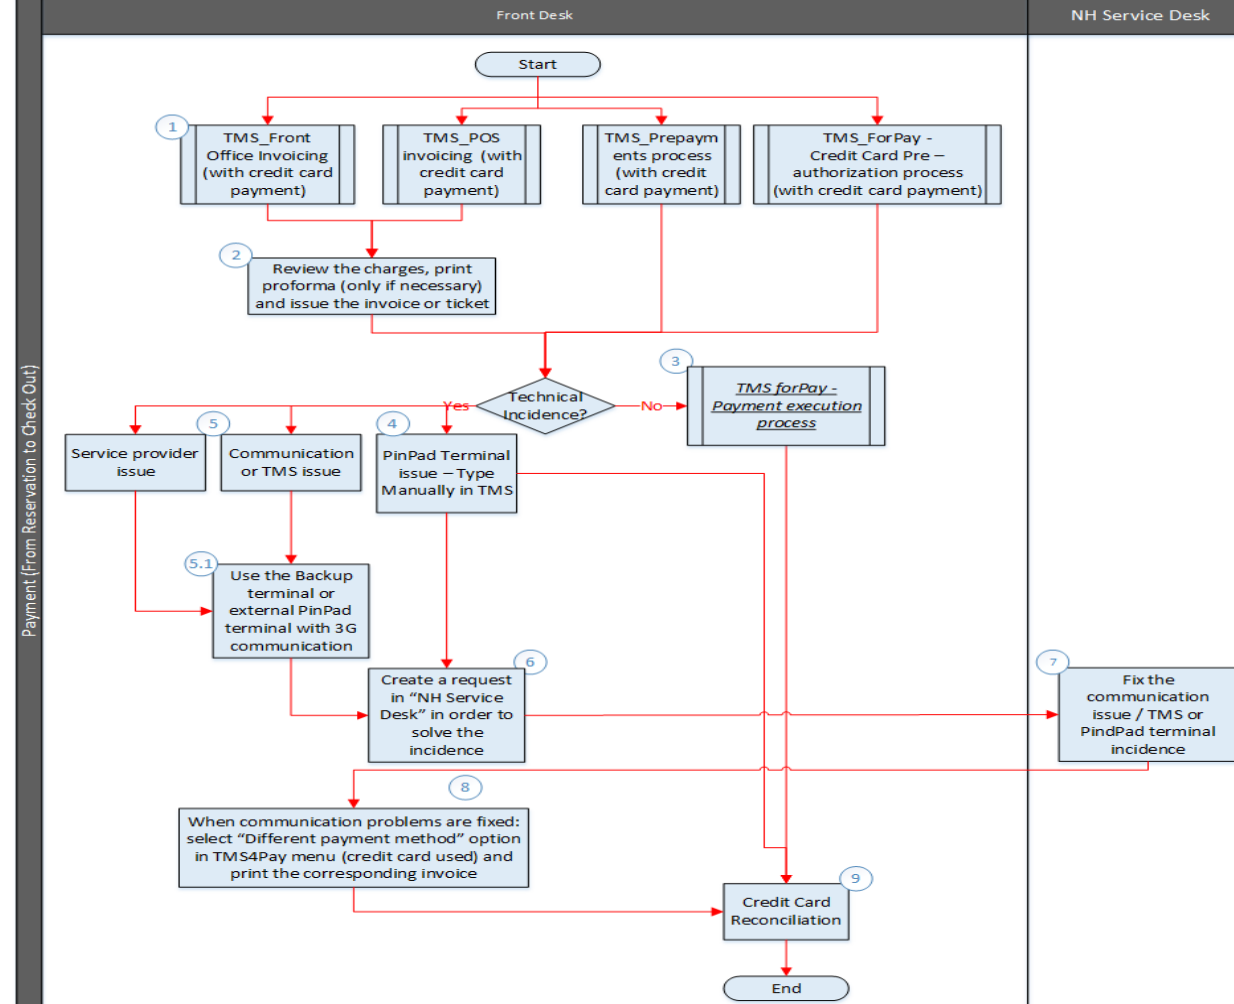 Front Desk
NH Service Desk
Payment (From Reservation to Check Out)
Start
1
TMS_Front
Office Invoicing
(with credit card
payment)
TMS_POS
invoicing (with
credit card
payment)
TMS_Prepaym
ents process
(with credit
card payment)
TMS_ForPay -
Credit Card Pre –
authorization process
(with credit card payment)
2
Review the charges, print
proforma (only if necessary)
and issue the invoice or ticket
Technical
Incidence?
Yes
No
3
TMS forPay -
Payment execution
process
Service provider
issue
5
Communication
or TMS issue
4
PinPad Terminal
issue – Type
Manually in TMS
5.1
Use the Backup
terminal or
external PinPad
terminal with 3G
communication
6
Create a request
in “NH Service
Desk” in order to
solve the
incidence
7
Fix the
communication
issue / TMS or
PindPad terminal
incidence
8
When communication problems are fixed:
select “Different payment method” option
in TMS4Pay menu (credit card used) and
print the corresponding invoice
9
Credit Card
Reconciliation
End